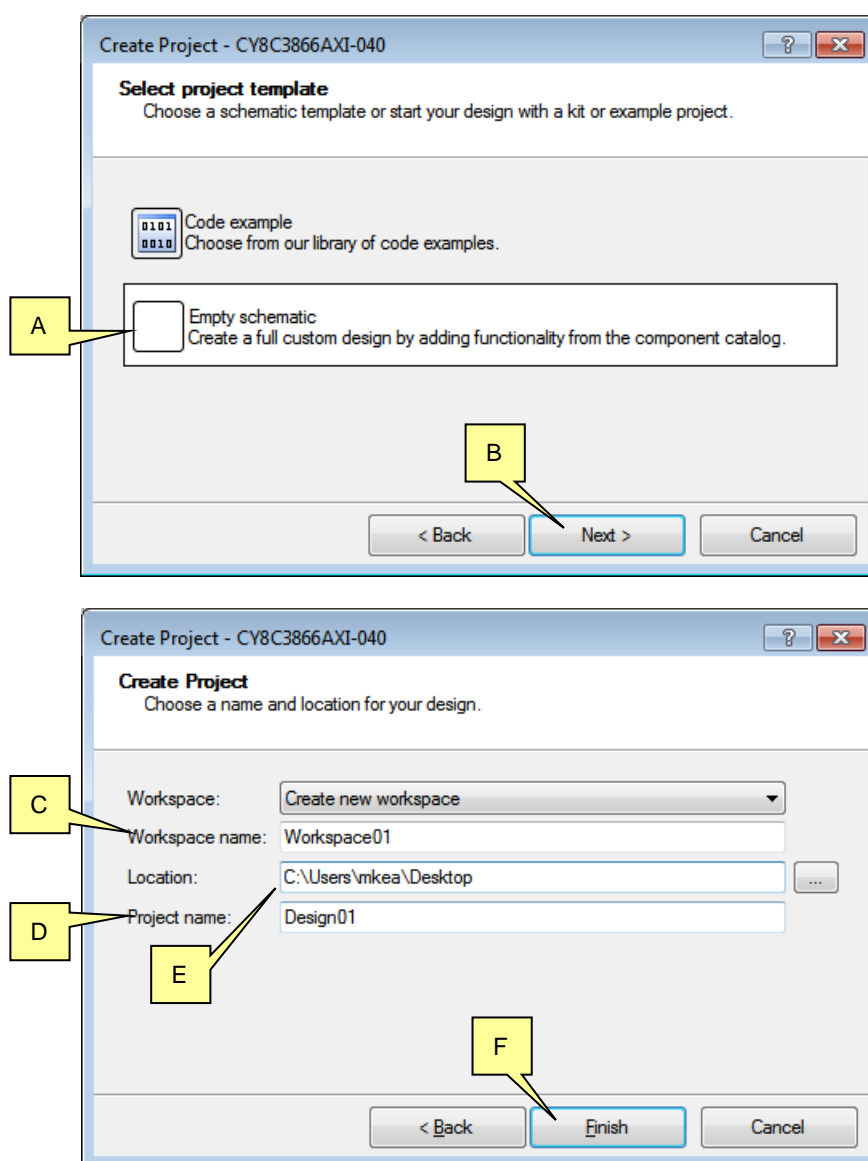 Create Project - CY8C3866AXI-040
Select project template
Choose a schematic template or start your design with a kit or example project.
0101
0010
Code example
Choose from our library of code examples.
A
Empty schematic
Create a full custom design by adding functionality from the component catalog.
B
< Back
Next >
Cancel
Create Project - CY8C3866AXI-040
Create Project
Choose a name and location for your design.
C
Workspace: Create new workspace
Workspace name: Workspace01
Location: C:\Users\mkea\Desktop ...
D
Project name: Design01
E
F
< Back
Finish
Cancel